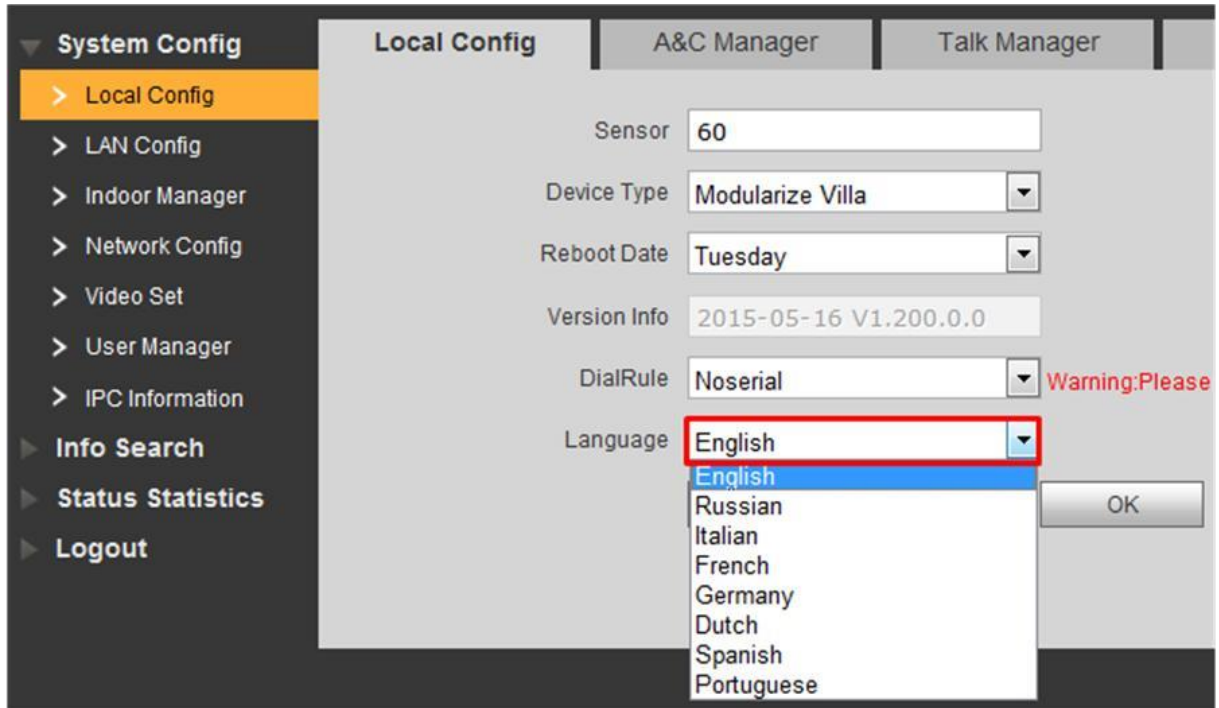 System Config
Local Config
LAN Config
Indoor Manager
Network Config
Video Set
User Manager
IPC Information
Info Search
Status Statistics
Logout
Local Config A&C Manager Talk Manager
Sensor 60
Device Type Modularize Villa
Reboot Date Tuesday
Version Info 2015-05-16 V1.200.0.0
DialRule Noserial Warning:Please
Language English
English
Russian
Italian
French
Germany
Dutch
Spanish
Portuguese
OK